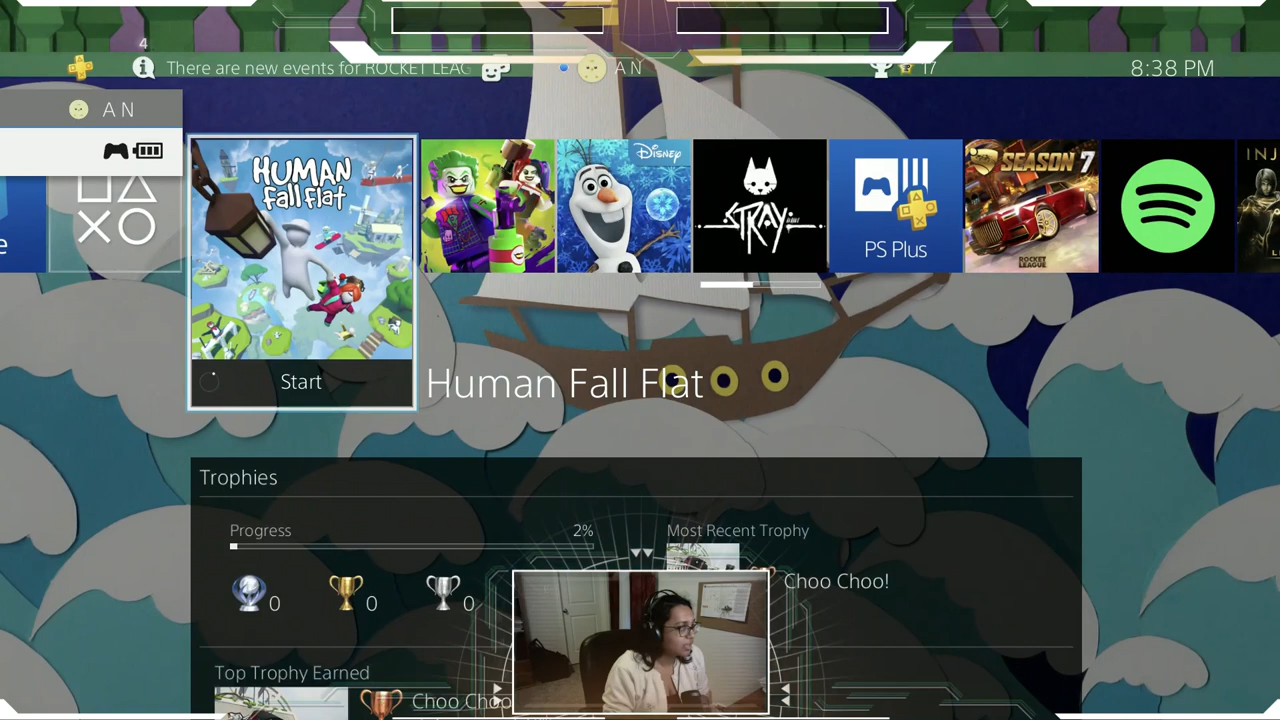 4
There are new events for ROCKET LEAG
A N
17
8:38 PM
A N
e
HUMAN
fall flat
DISNEY
STRAY
PS Plus
SEASON 7
ROCKET
LEAGUE
INJ
Start
Human Fall Flat
Trophies
Progress
2%
Most Recent Trophy
0
0
0
Choo Choo!
Top Trophy Earned
Choo Choo